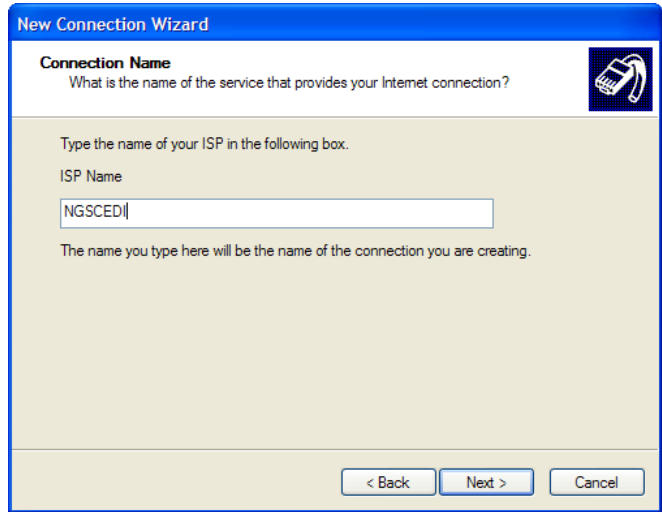 New Connection Wizard
Connection Name
What is the name of the service that provides your Internet connection?
Type the name of your ISP in the following box.
ISP Name
NGSCEDI
The name you type here will be the name of the connection you are creating.
< Back Next > Cancel